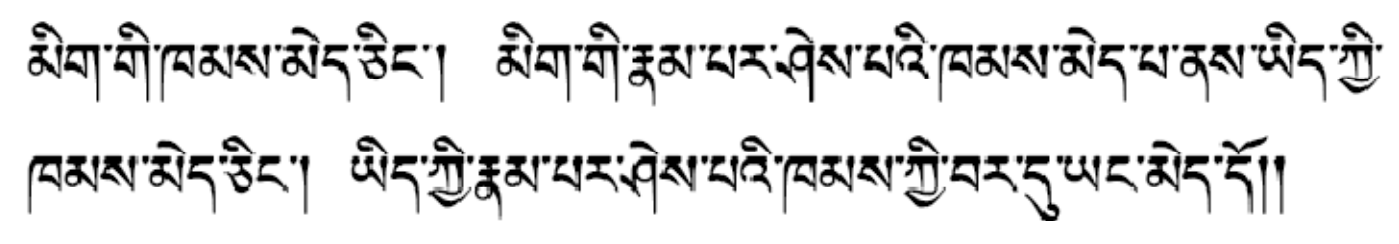 མིག་གི་ཁམས་མེད་ཅིང་། མིག་གི་རྣམ་པར་ཤེས་པའི་ཁམས་མེད་པ་ནས་ཡིད་ཀྱི་
ཁམས་མེད་ཅིང་། ཡིད་ཀྱི་རྣམ་པར་ཤེས་པའི་ཁམས་ཀྱི་བར་དུ་ཡང་མེད་དོ།།